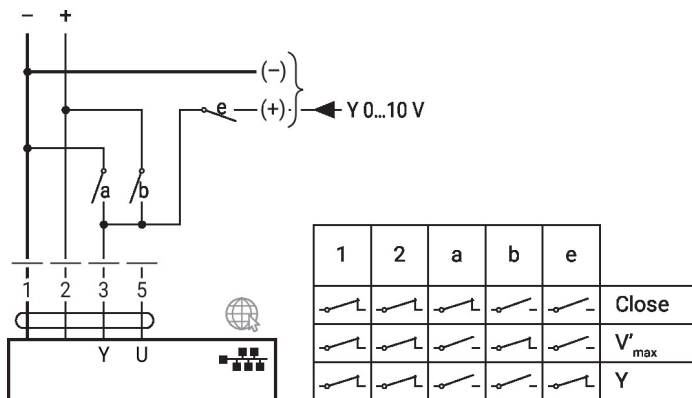 − +
(−)
e (+) Y 0...10 V
a b
1 2 3 5
Y U
1 2 a b e
Close
V'max
Y